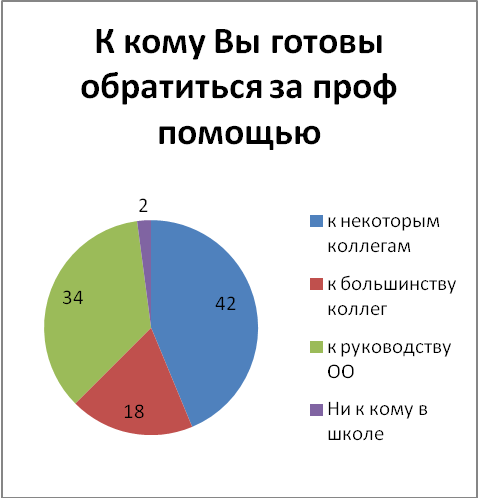 К кому Вы готовы
обратиться за проф
помощью
2
42
34
18
к некоторым
коллегам
к большинству
коллег
к руководству
ОО
Ни к кому в
школе